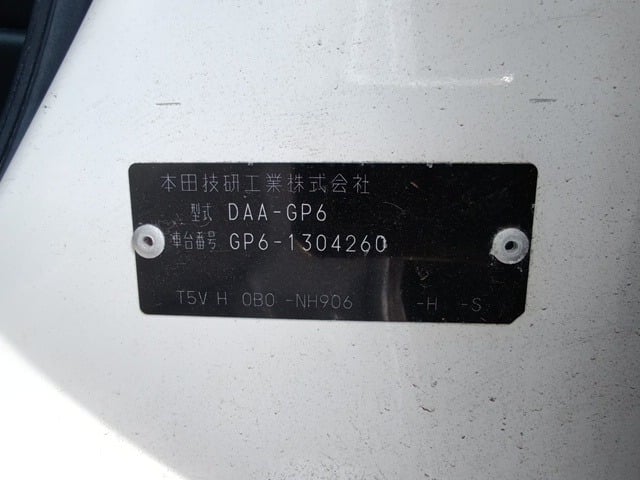 本田技研工業株式会社
型式 DAA-GP6
車台番号 GP6-1304260
T5V H 0B0 -NH906 -H -S